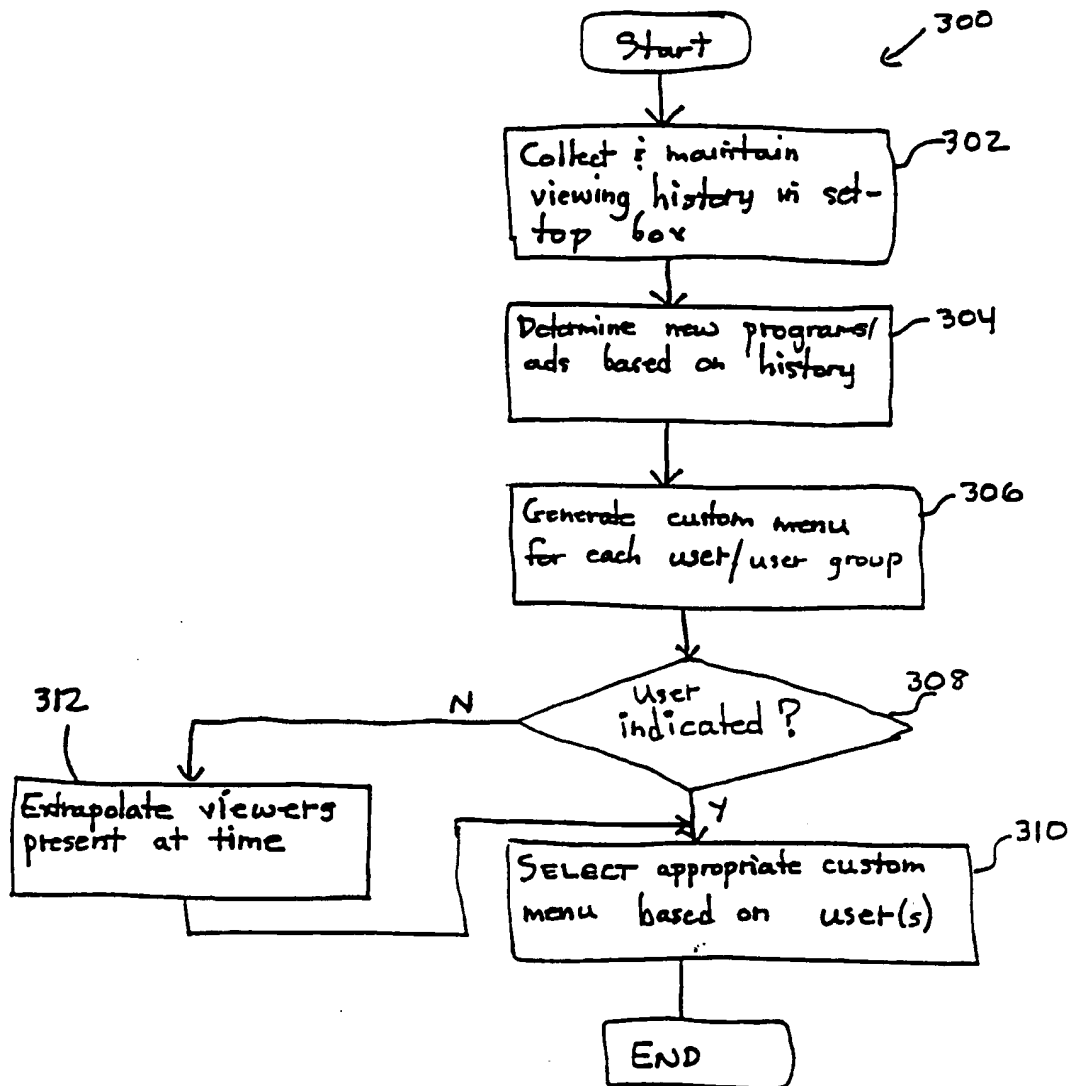 Start
300
Collect & maintain
viewing history in set-
top box
302
Determine new programs/
ads based on history
304
Generate custom menu
for each user/user group
306
User
indicated?
308
N
312
Extrapolate viewers
present at time
Y
SELECT appropriate custom
menu based on user(s)
310
END